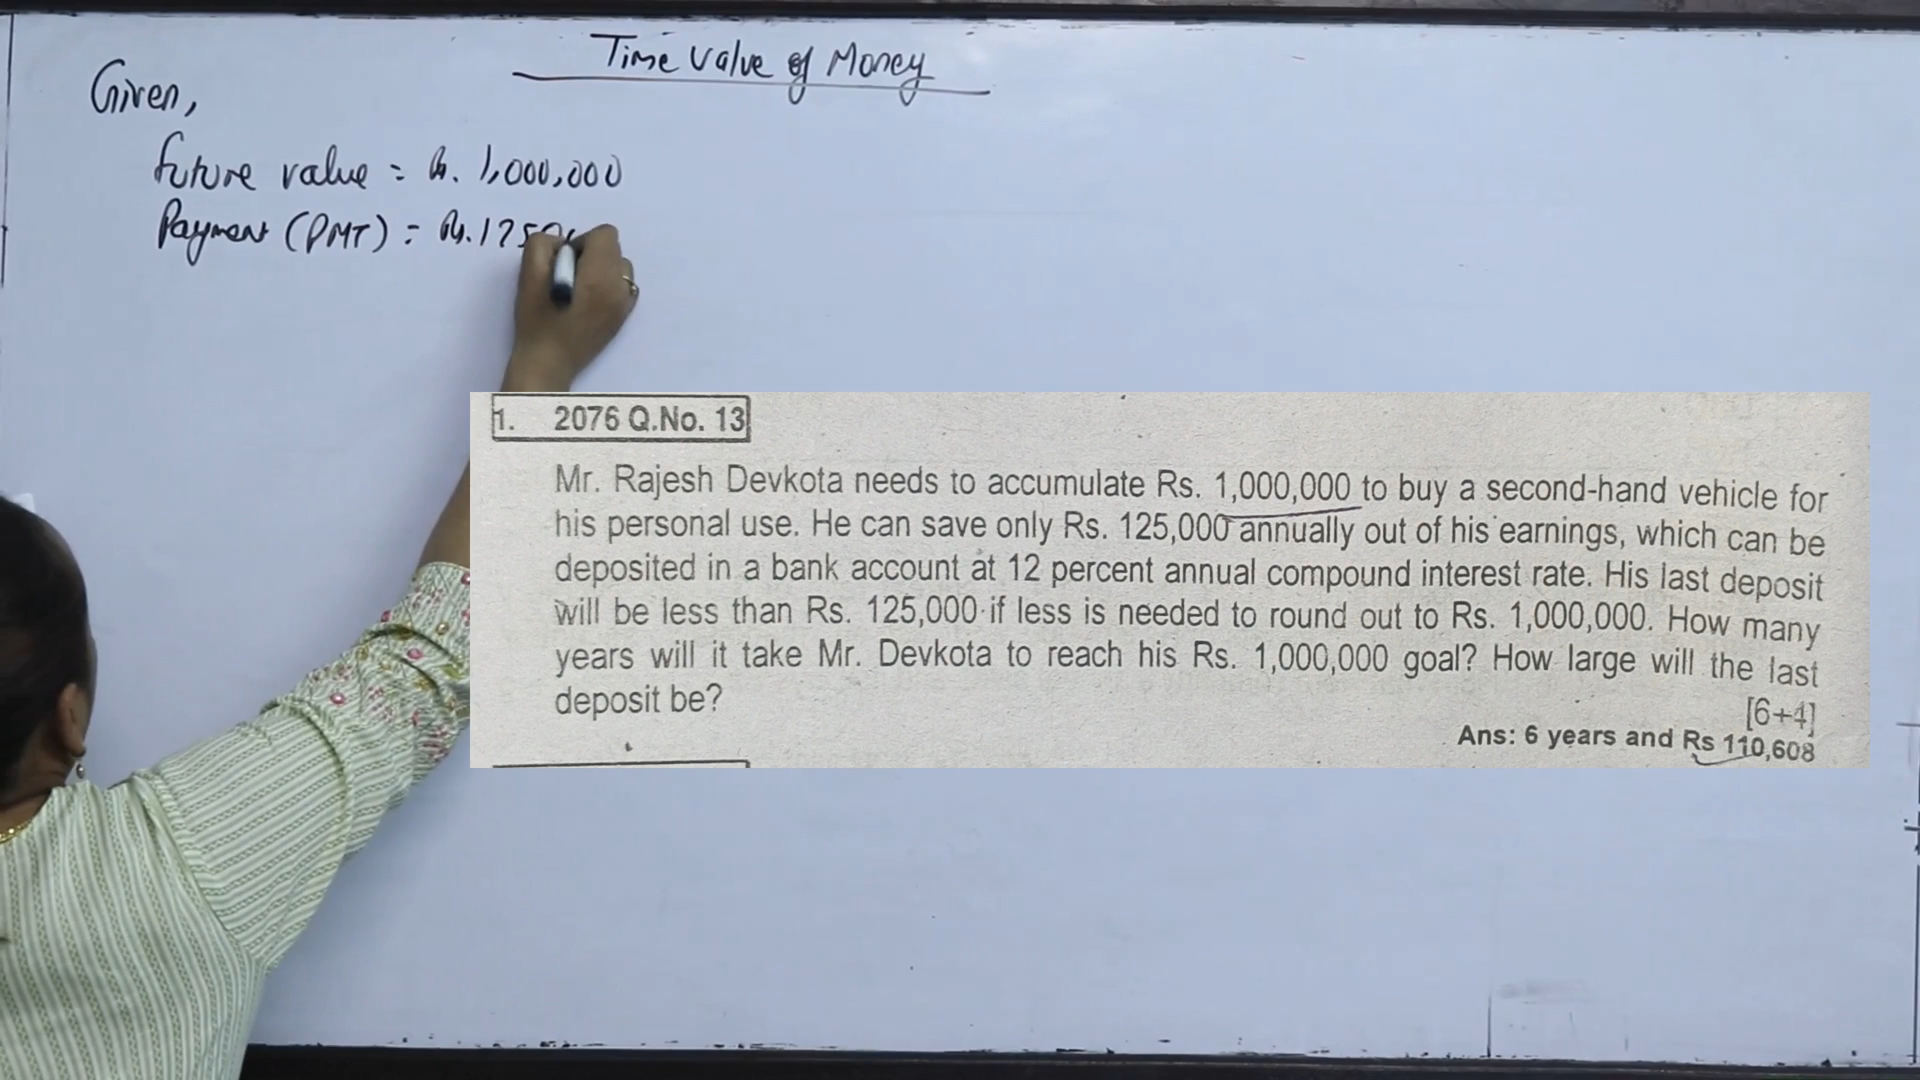 Time Value of Money
Given,
Future value = Rs. 1,000,000
Payment (PMT) = Rs. 1250
1. 2076 Q.No. 13
Mr. Rajesh Devkota needs to accumulate Rs. 1,000,000 to buy a second-hand vehicle for
his personal use. He can save only Rs. 125,000 annually out of his earnings, which can be
deposited in a bank account at 12 percent annual compound interest rate. His last deposit
will be less than Rs. 125,000 if less is needed to round out to Rs. 1,000,000. How many
years will it take Mr. Devkota to reach his Rs. 1,000,000 goal? How large will the last
deposit be?
[6+4]
Ans: 6 years and Rs 110,608